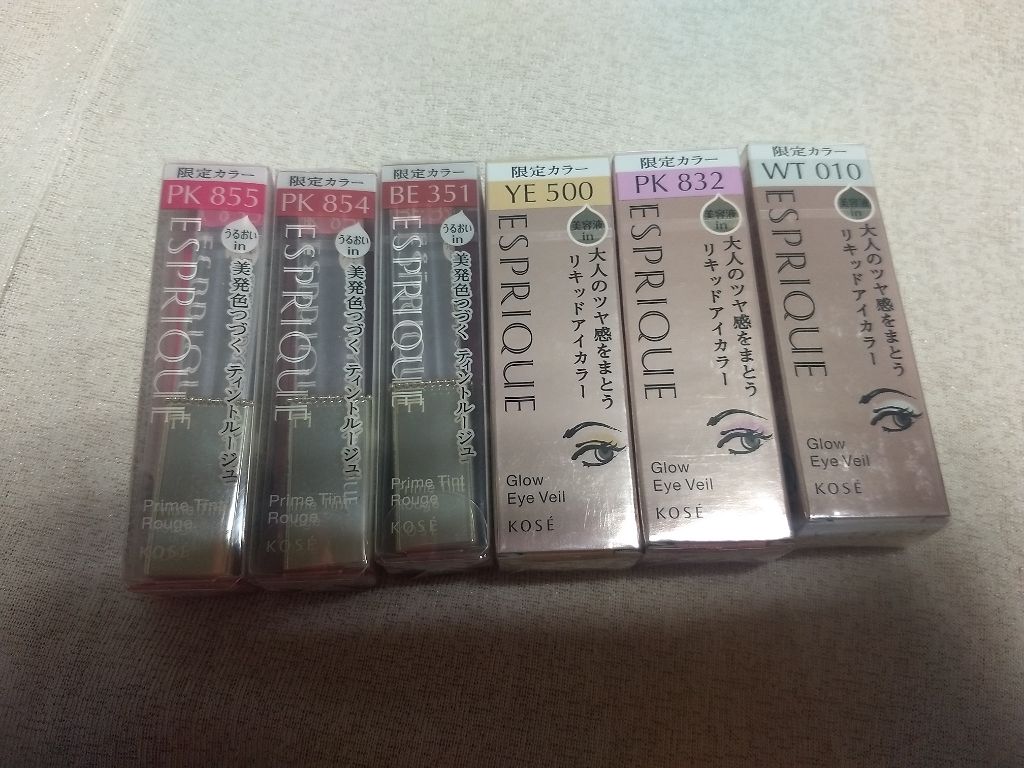 限定カラー
PK 855
うるおい
in
ESPRIQUE
美発色つづく ティントルージュ
Prime Tint
Rouge
KOSÉ
限定カラー
PK 854
うるおい
in
ESPRIQUE
美発色つづく ティントルージュ
Prime Tint
Rouge
KOSÉ
限定カラー
BE 351
うるおい
in
ESPRIQUE
美発色つづく ティントルージュ
Prime Tint
Rouge
KOSÉ
限定カラー
YE 500
美容液
in
ESPRIQUE
大人のツヤ感をまとう
リキッドアイカラー
Glow
Eye Veil
KOSÉ
限定カラー
PK 832
美容液
in
ESPRIQUE
大人のツヤ感をまとう
リキッドアイカラー
Glow
Eye Veil
KOSÉ
限定カラー
WT 010
美容液
in
ESPRIQUE
大人のツヤ感をまとう
リキッドアイカラー
Glow
Eye Veil
KOSÉ